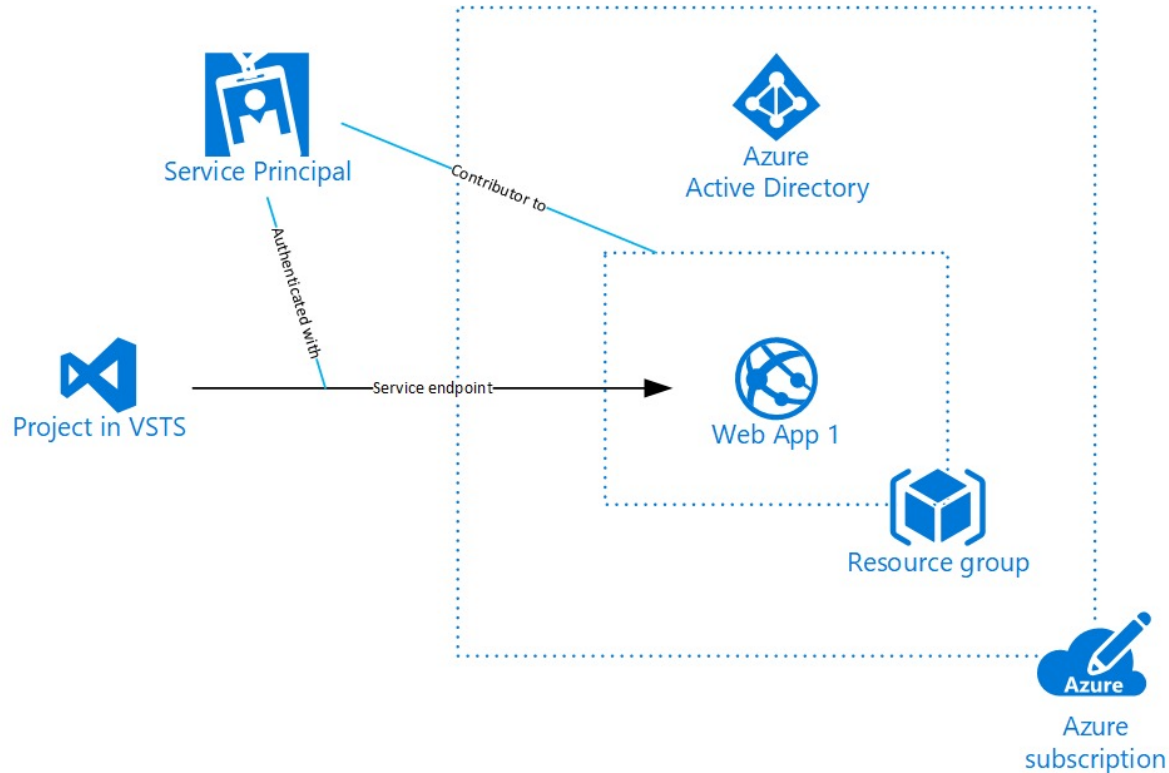 Service Principal
Azure
Active Directory
Contributor to
Authenticated with
Project in VSTS
Service endpoint
Web App 1
Resource group
Azure
Azure
subscription